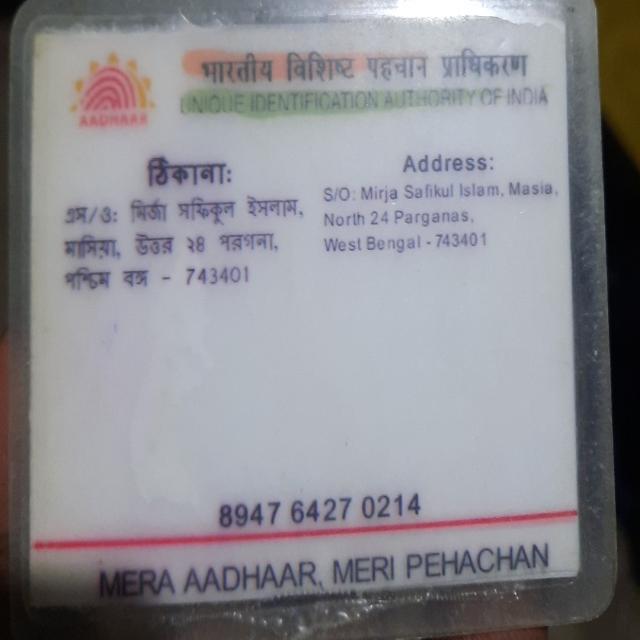 भारतीय विशिष्ट पहचान प्राधिकरण
UNIQUE IDENTIFICATION AUTHORITY OF INDIA
AADHAAR
ঠিকানা:
এস/ও: মির্জা সফিকুল ইসলাম,
মাসিয়া, উত্তর ২৪ পরগনা,
পশ্চিম বঙ্গ - 743401
Address:
S/O: Mirja Safikul Islam, Masia,
North 24 Parganas,
West Bengal - 743401
8947 6427 0214
MERA AADHAAR, MERI PEHACHAN